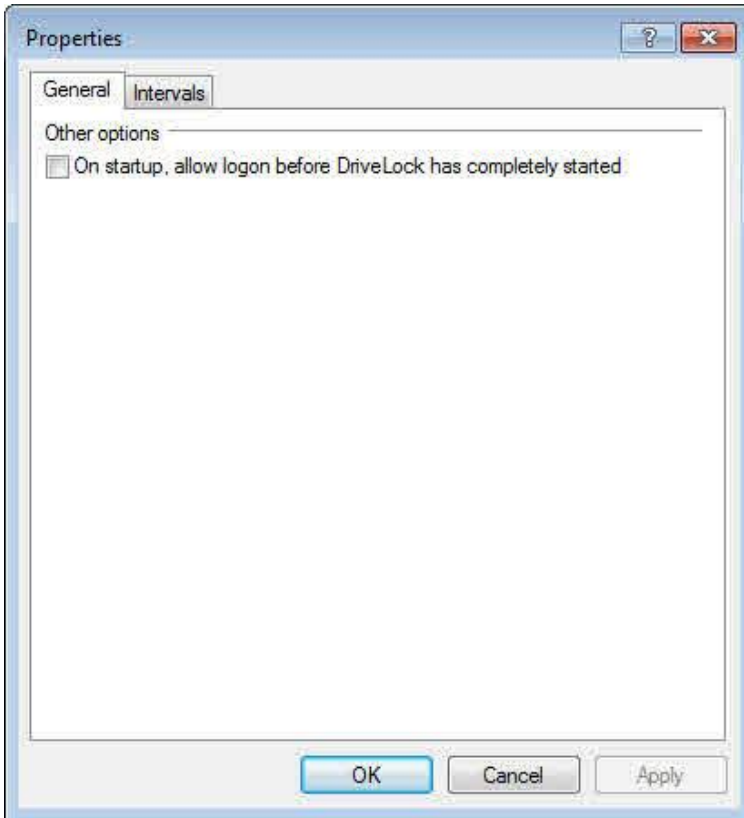 Properties
General Intervals
Other options
On startup, allow logon before DriveLock has completely started
OK Cancel Apply